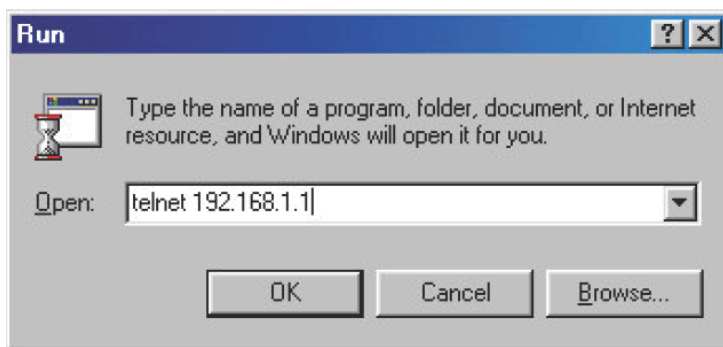 Run
Type the name of a program, folder, document, or Internet
resource, and Windows will open it for you.
Open: telnet 192.168.1.1
OK Cancel Browse...